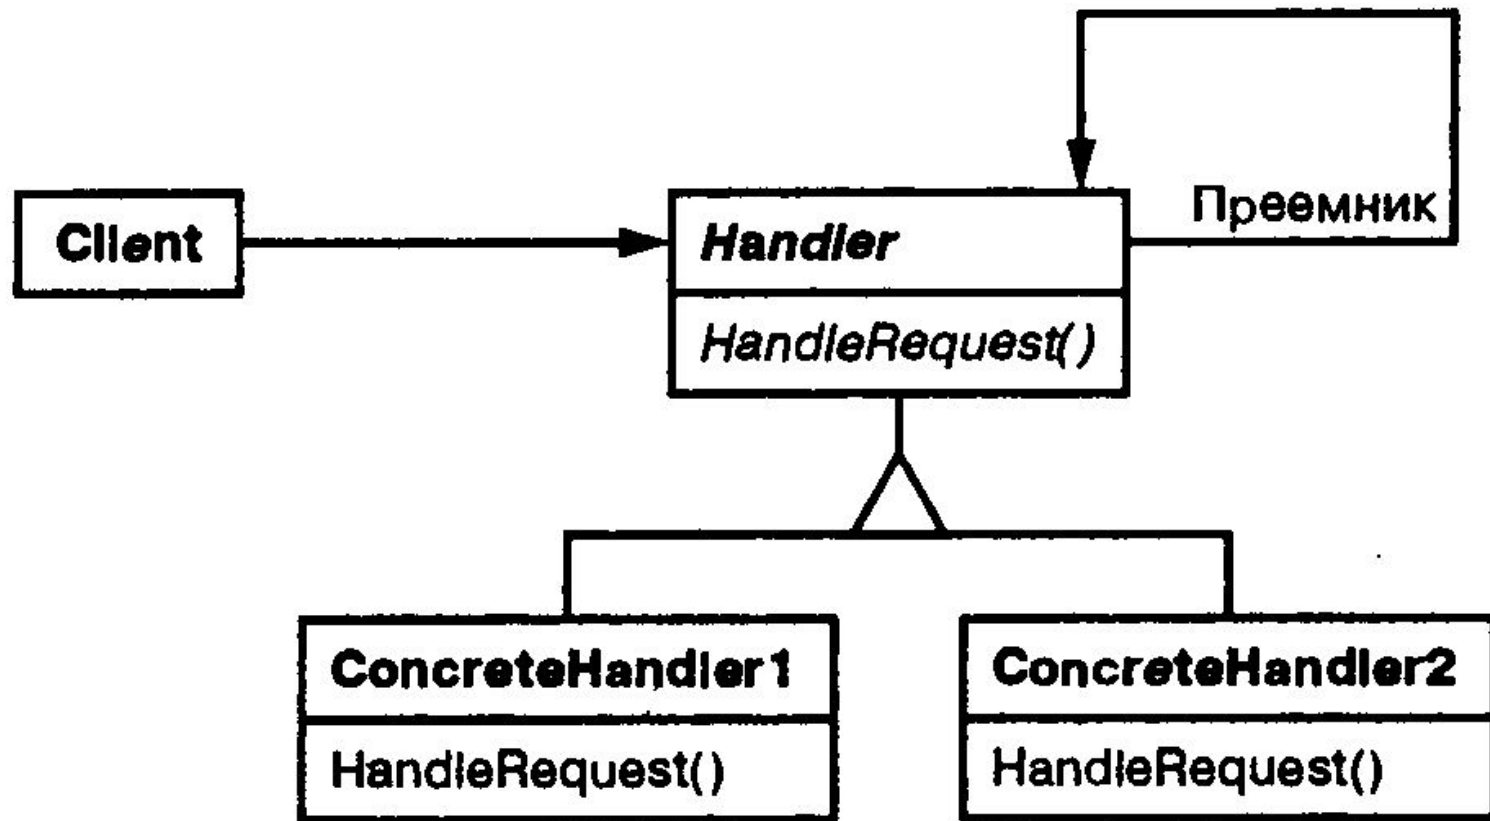 Преемник
Client
Handler
HandleRequest()
ConcreteHandler1
HandleRequest()
ConcreteHandler2
HandleRequest()